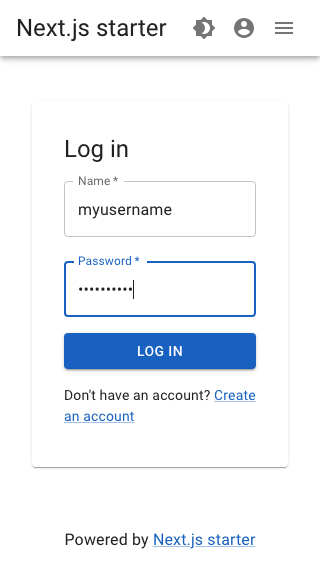 Next.js starter
Log in
Name *
myusername
Password *
••••••••••
LOG IN
Don't have an account? Create
an account
Powered by Next.js starter